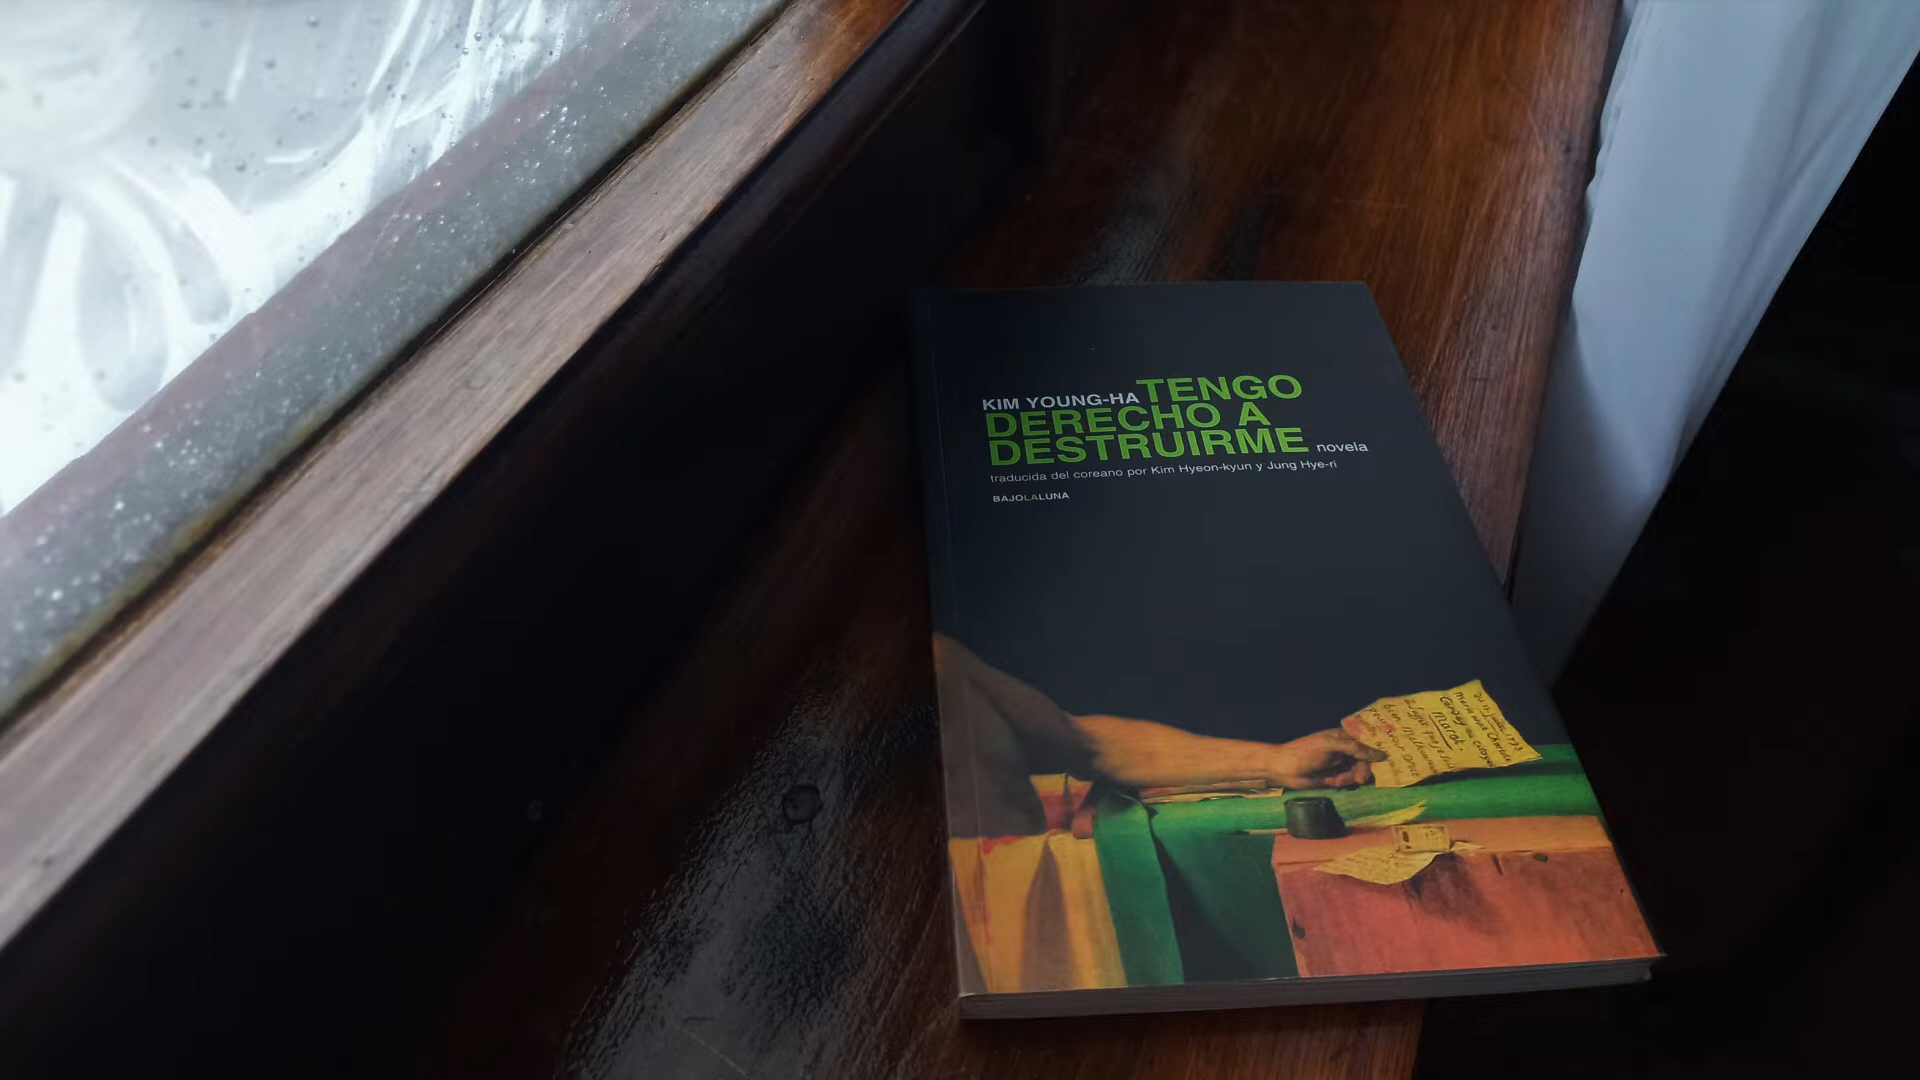 KIM YOUNG-HA TENGO
DERECHO A
DESTRUIRME novela
traducida del coreano por Kim Hyeon-kyun y Jung Hye-ri
BAJOLALUNA